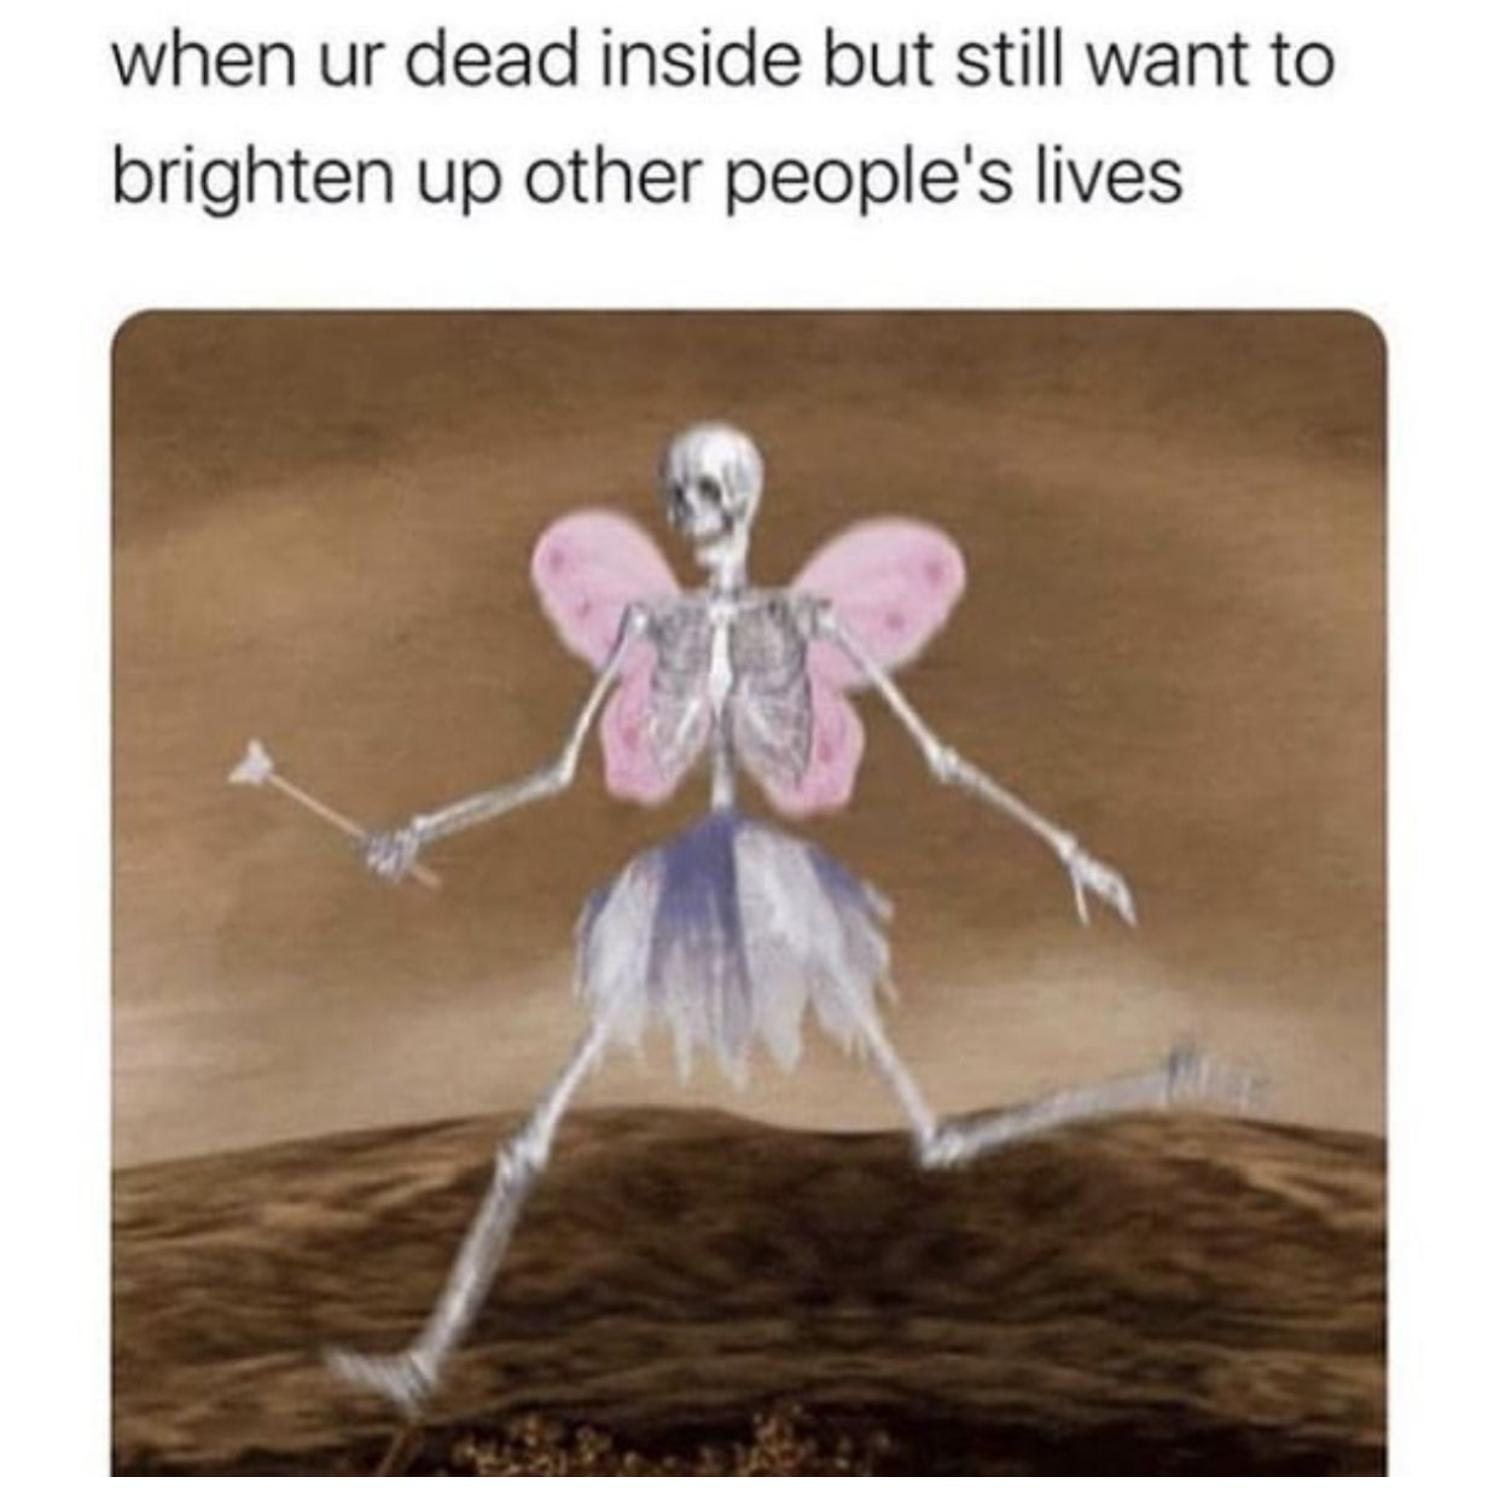 when ur dead inside but still want to
brighten up other people's lives